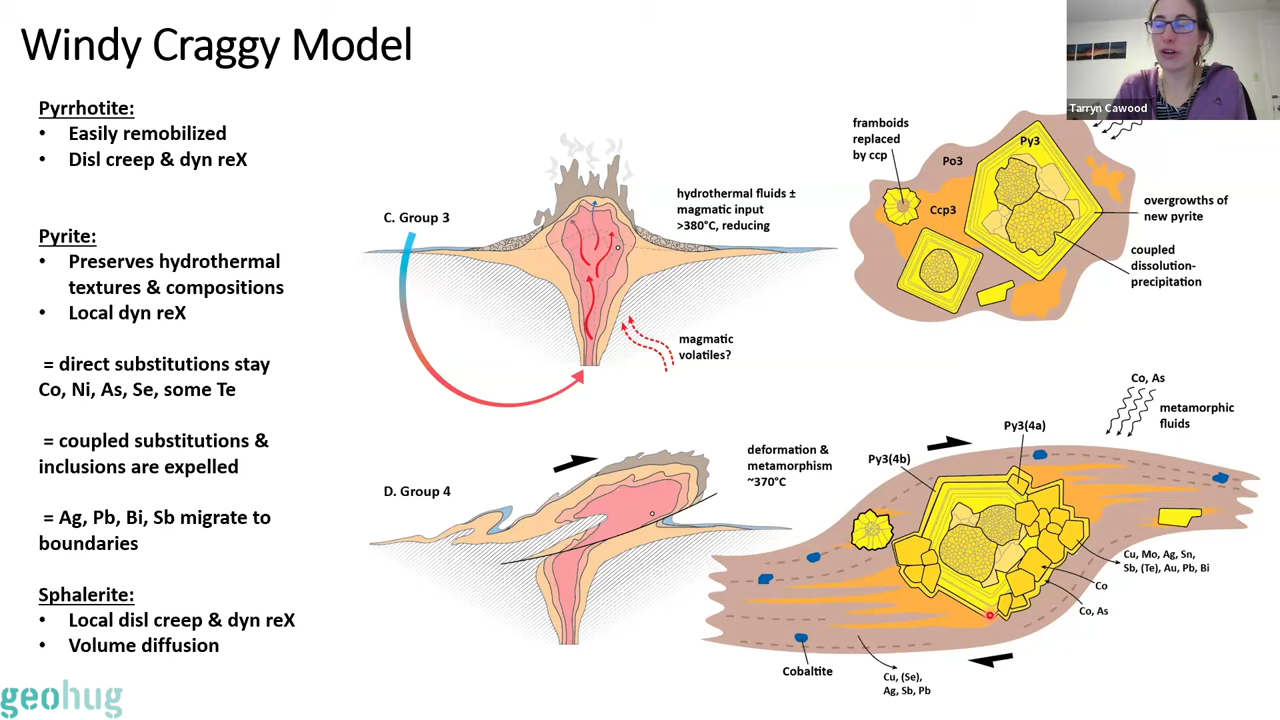 Windy Craggy Model
Tarryn Cawood
Pyrrhotite:
• Easily remobilized
• Disl creep & dyn reX
Pyrite:
• Preserves hydrothermal
textures & compositions
• Local dyn reX
= direct substitutions stay
Co, Ni, As, Se, some Te
= coupled substitutions &
inclusions are expelled
= Ag, Pb, Bi, Sb migrate to
boundaries
Sphalerite:
• Local disl creep & dyn reX
• Volume diffusion
geohug
C. Group 3
hydrothermal fluids ±
magmatic input
>380°C, reducing
magmatic
volatiles?
framboids
replaced
by ccp
Po3
Py3
Ccp3
overgrowths of
new pyrite
coupled
dissolution-
precipitation
D. Group 4
deformation &
metamorphism
~370°C
Co, As
metamorphic
fluids
Py3(4a)
Py3(4b)
Cu, Mo, Ag, Sn,
Sb, (Te), Au, Pb, Bi
Co
Co, As
Cobaltite
Cu, (Se),
Ag, Sb, Pb